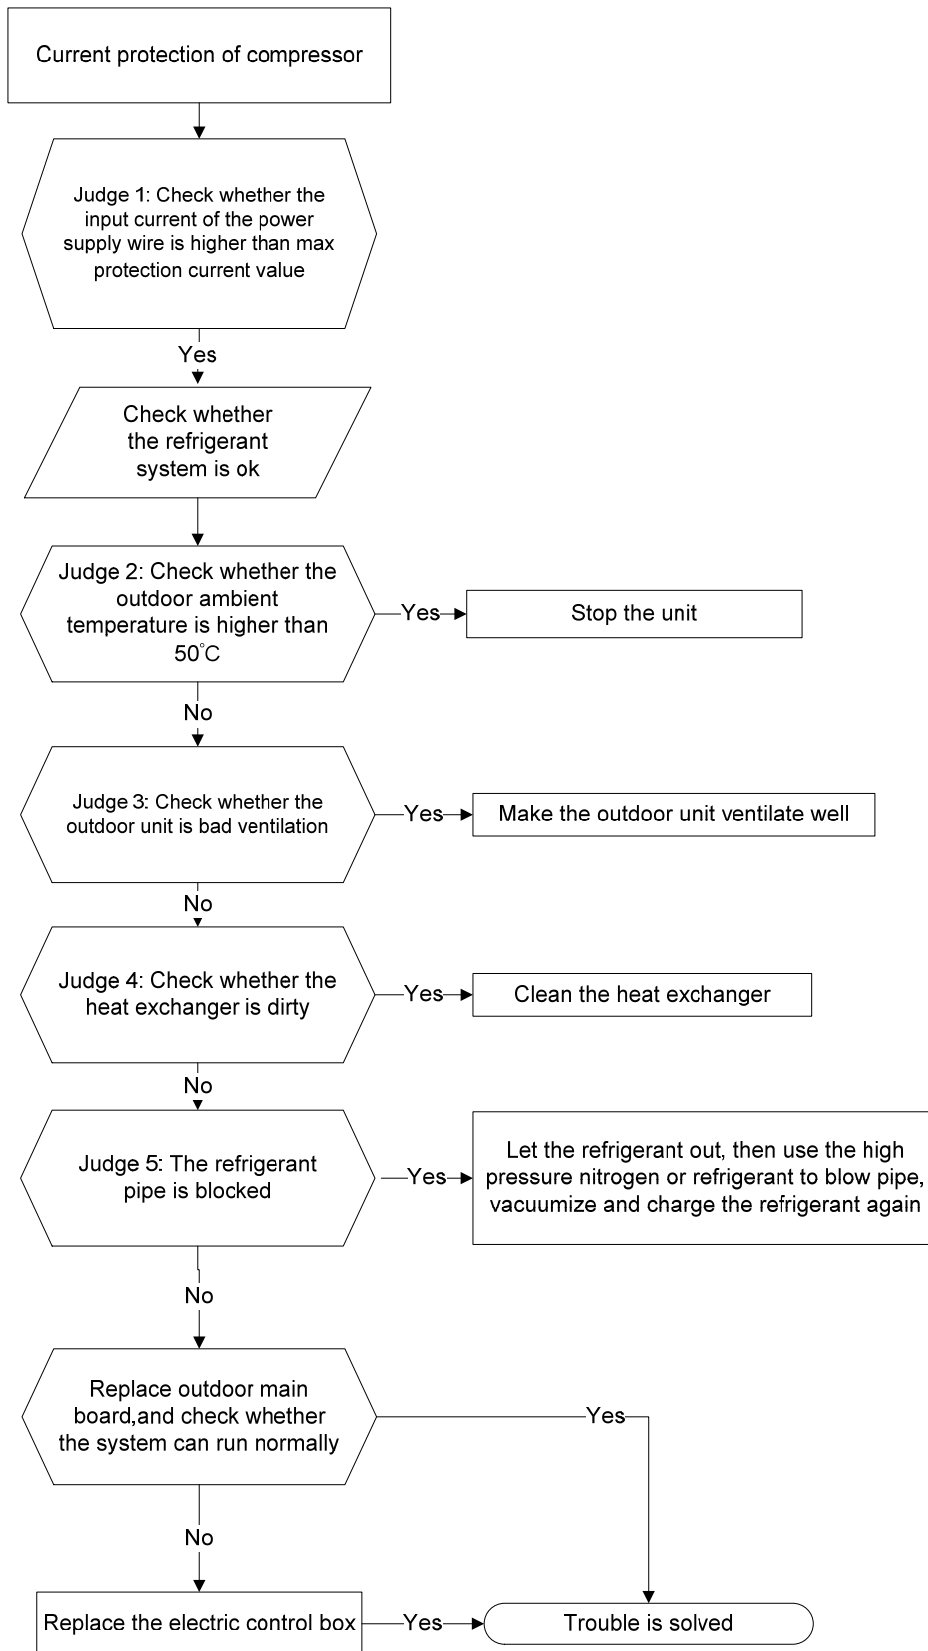 Current protection of compressor
Judge 1: Check whether the
input current of the power
supply wire is higher than max
protection current value
Yes
Check whether
the refrigerant
system is ok
Judge 2: Check whether the
outdoor ambient
temperature is higher than
50°C
Yes
Stop the unit
No
Judge 3: Check whether the
outdoor unit is bad ventilation
Yes
Make the outdoor unit ventilate well
No
Judge 4: Check whether the
heat exchanger is dirty
Yes
Clean the heat exchanger
No
Judge 5: The refrigerant
pipe is blocked
Yes
Let the refrigerant out, then use the high
pressure nitrogen or refrigerant to blow pipe,
vacuumize and charge the refrigerant again
No
Replace outdoor main
board,and check whether
the system can run normally
Yes
No
Replace the electric control box
Yes
Trouble is solved